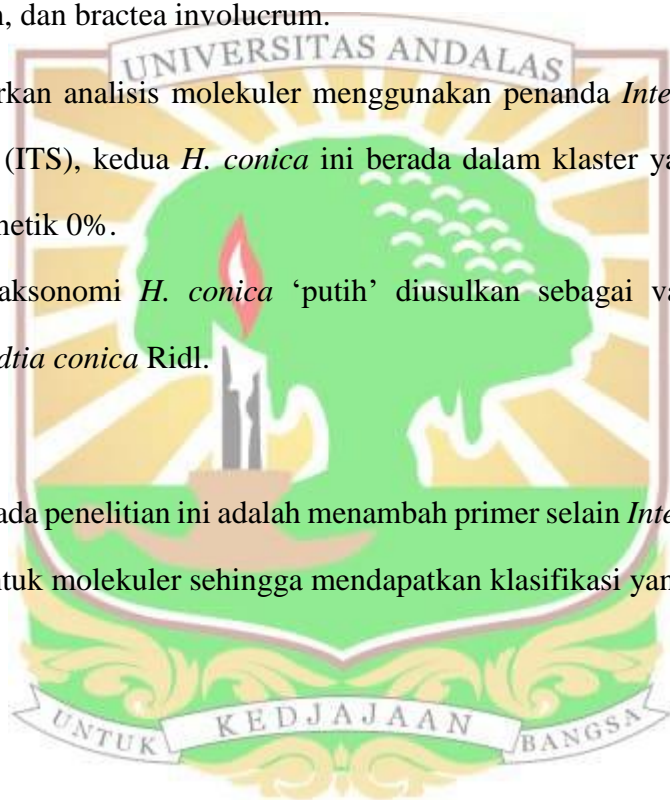 , dan bractea involucrum.
UNIVERSITAS ANDALAS
rkan analisis molekuler menggunakan penanda Inte
(ITS), kedua H. conica ini berada dalam klaster ya
netik 0%.
aksonomi H. conica ‘putih’ diusulkan sebagai va
dtia conica Ridl.
ada penelitian ini adalah menambah primer selain Inte
ntuk molekuler sehingga mendapatkan klasifikasi yan
UNTUK KEDJAJAAN BANGSA